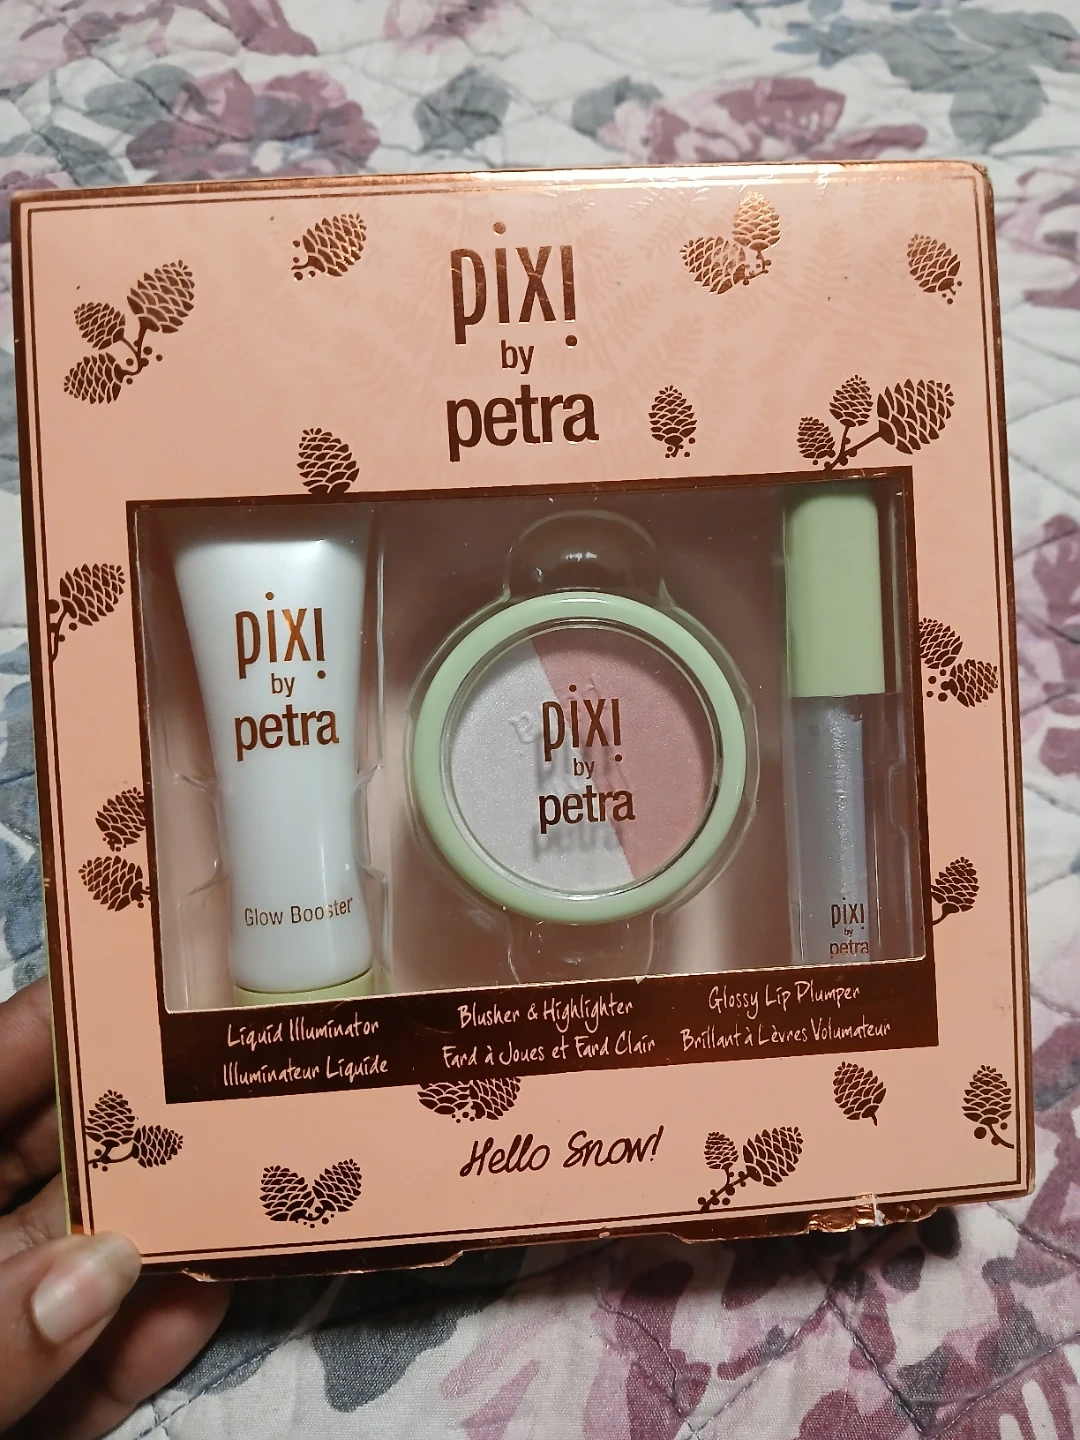 pixi
by
petra
pixi
by
petra
Glow Booster
pixi
by
petra
pixi
by
petra
Liquid Illuminator
Illuminateur Liquide
Blusher & Highlighter
Fard à Joues et Fard Clair
Glossy Lip Plumper
Brillant à Lèvres Volumateur
Hello Snow!